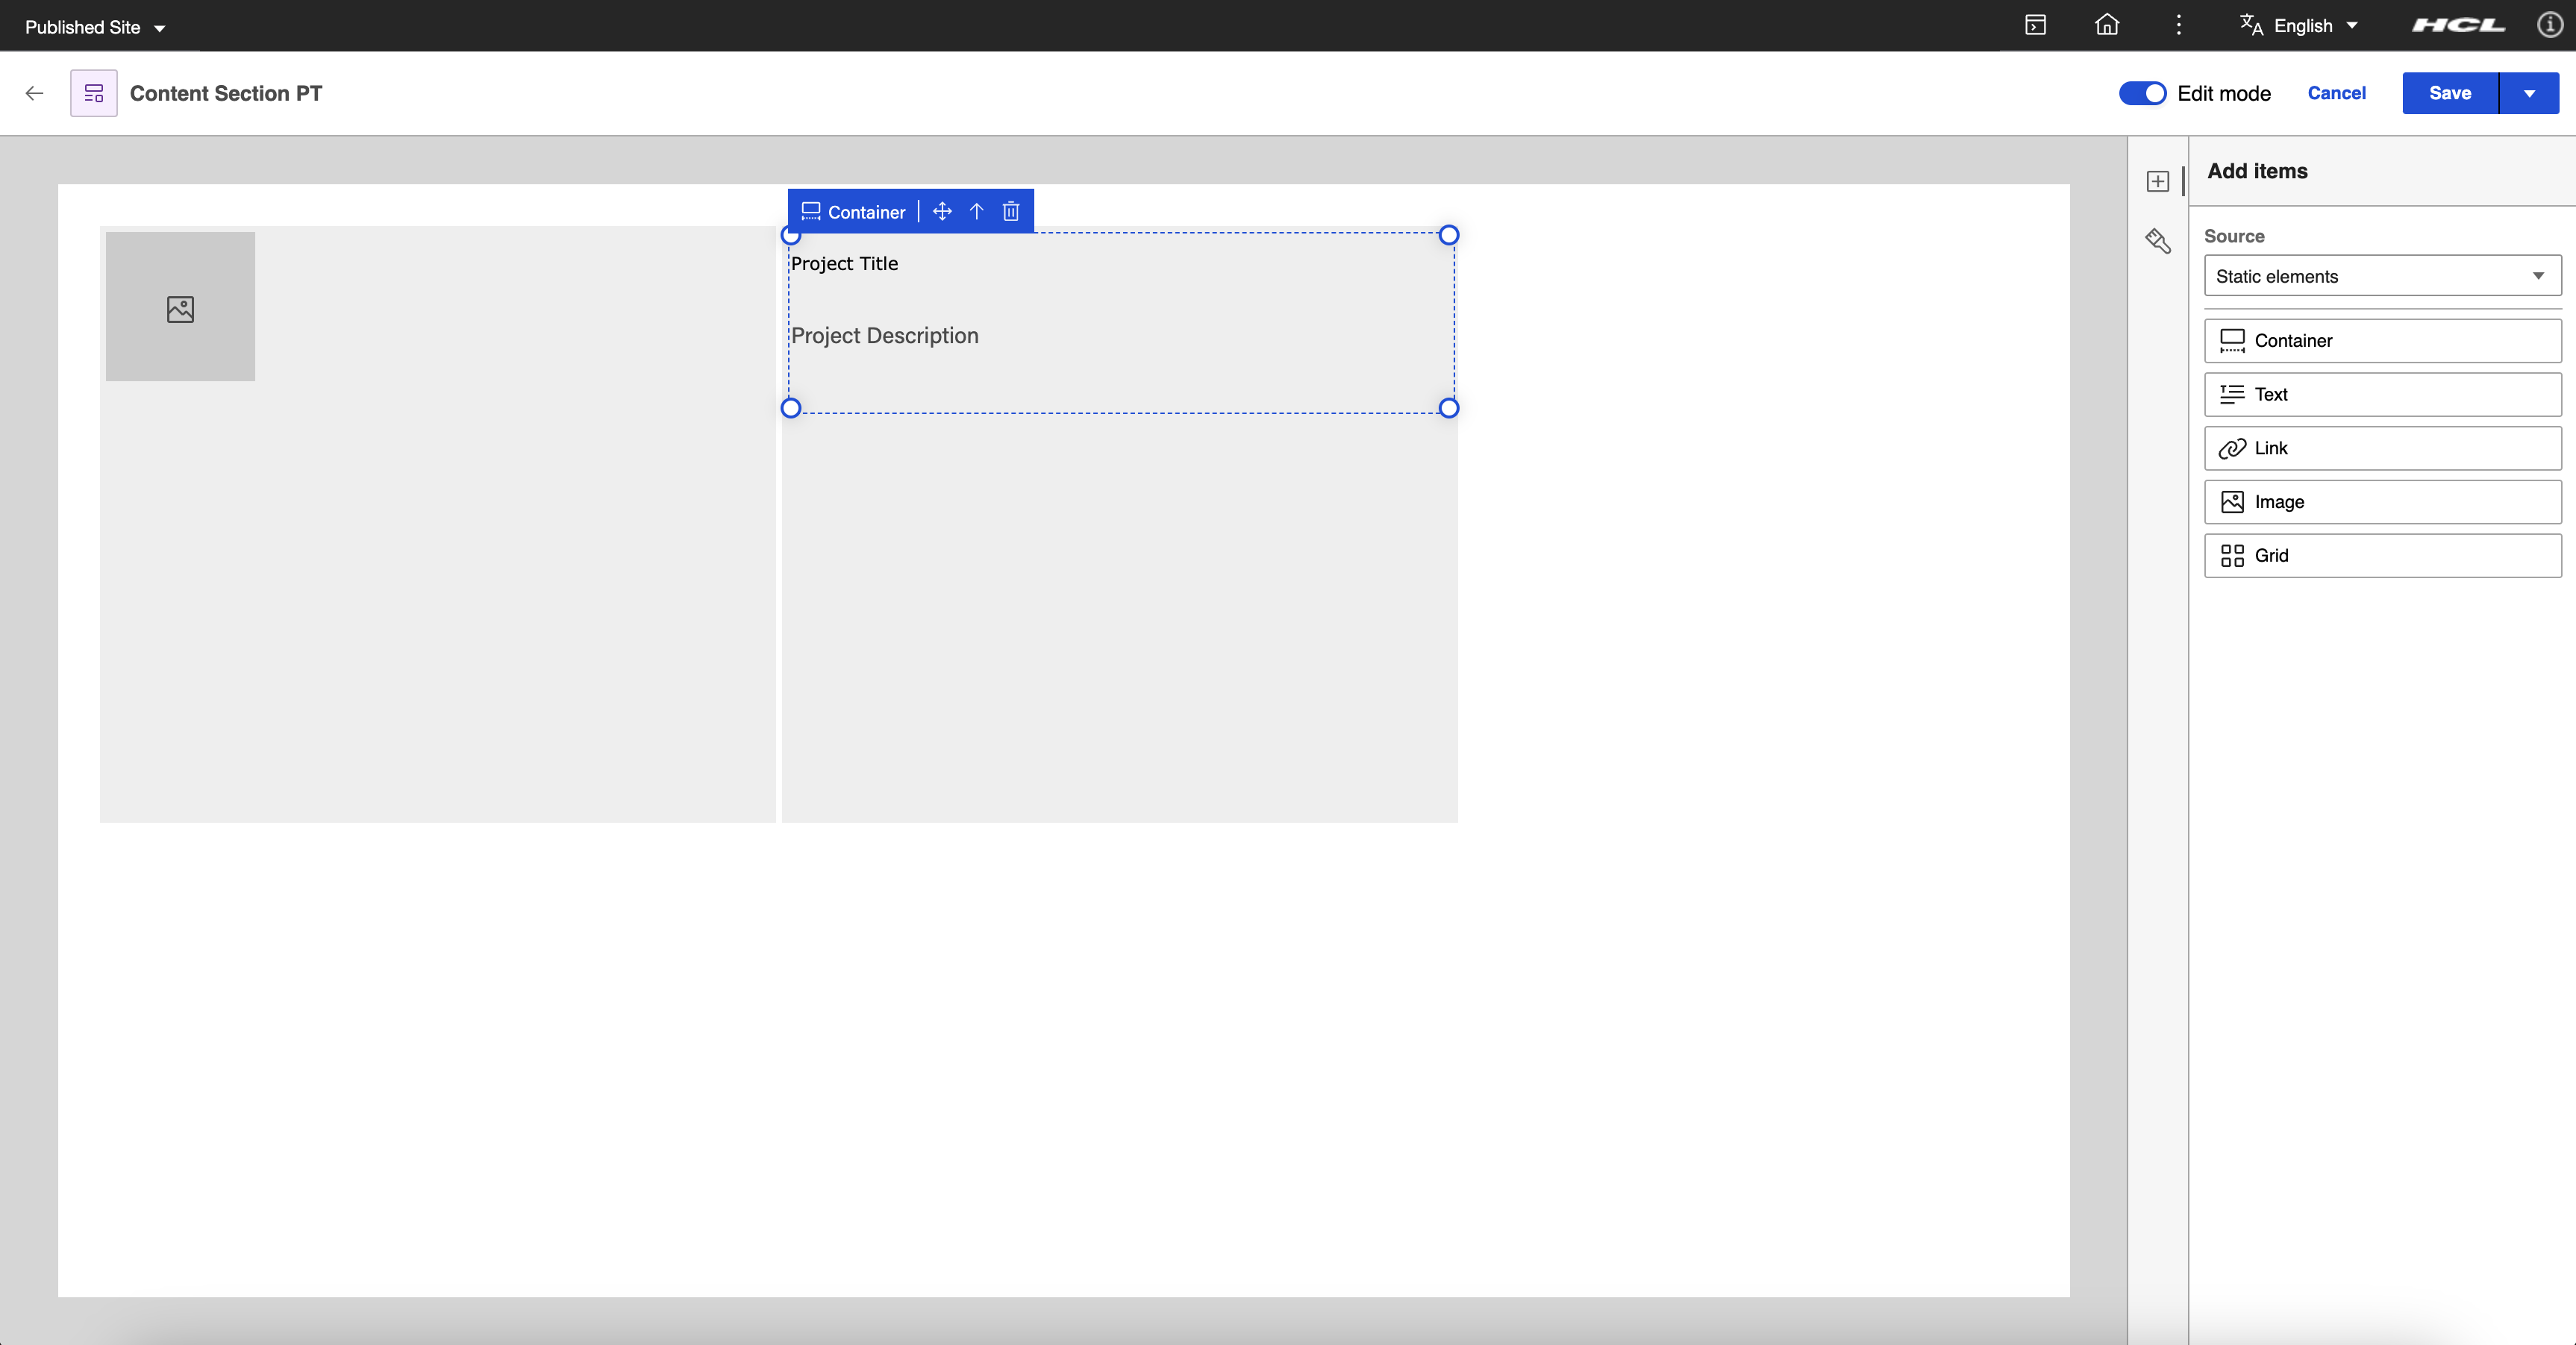 Published Site
English
HCL
Content Section PT
Edit mode
Cancel
Save
Container
Project Title
Project Description
Add items
Source
Static elements
Container
Text
Link
Image
Grid